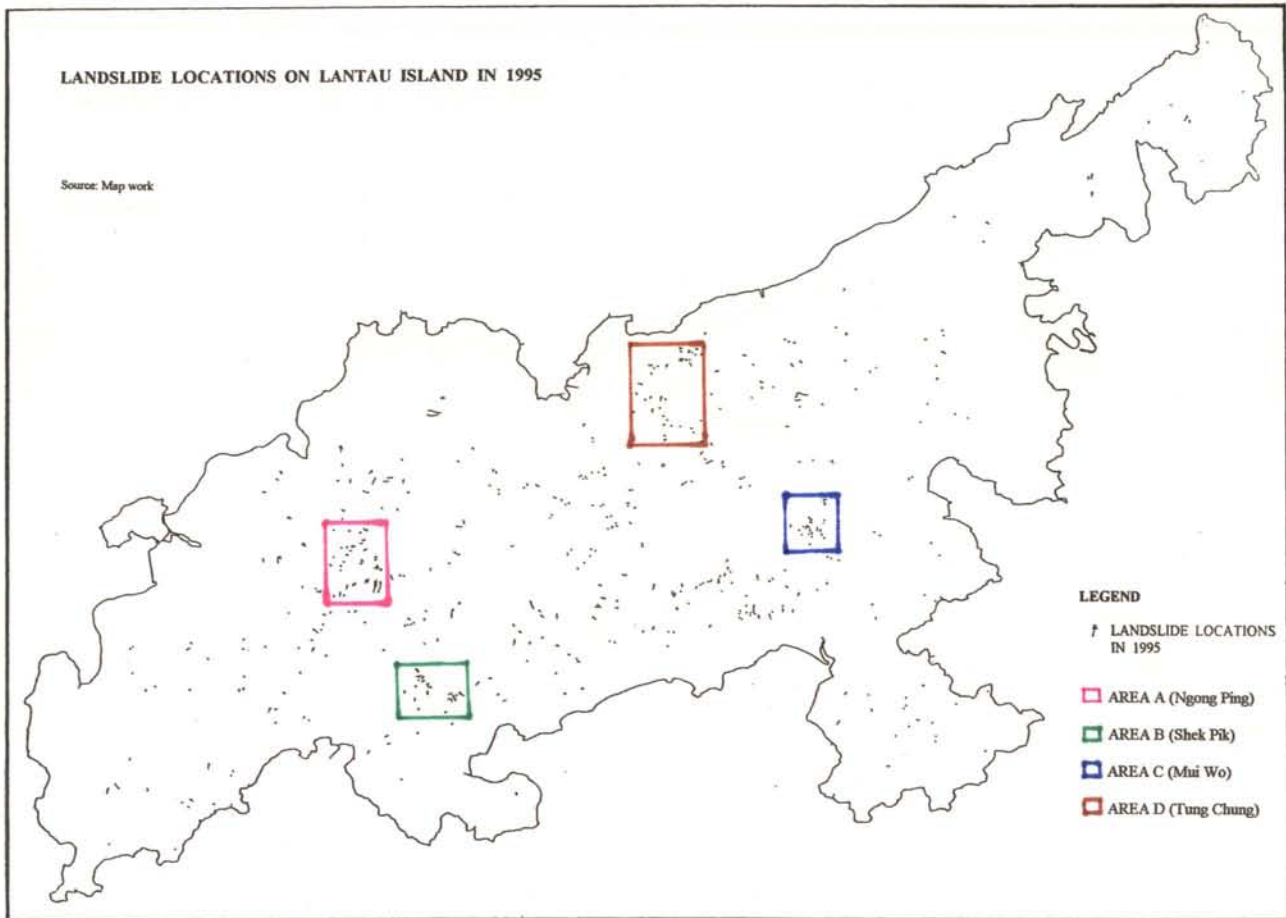 LANDSLIDE LOCATIONS ON LANTAU ISLAND IN 1995
Source: Map work
LEGEND
LANDSLIDE LOCATIONS
IN 1995
AREA A (Ngong Ping)
AREA B (Shek Pik)
AREA C (Mui Wo)
AREA D (Tung Chung)